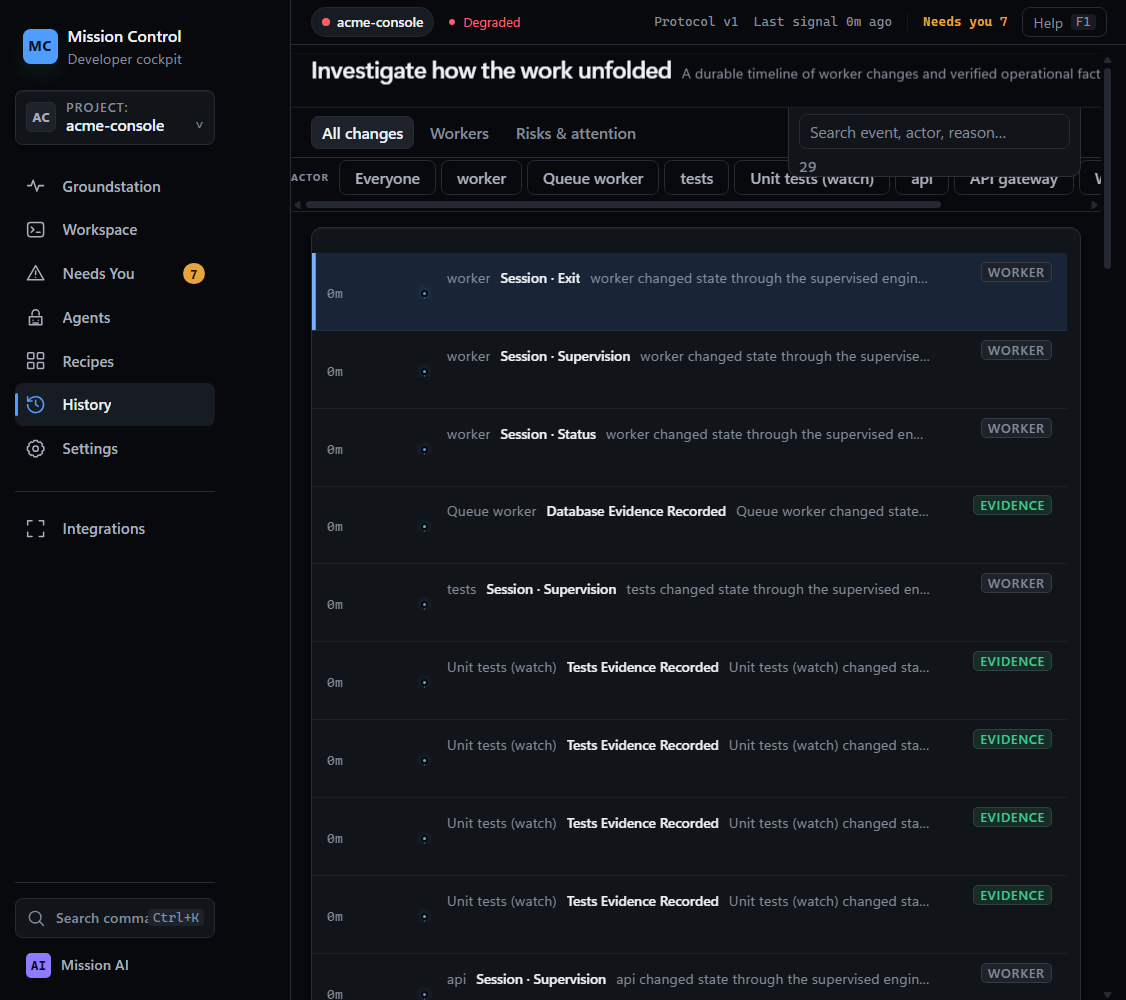 MC Mission Control
Developer cockpit
AC PROJECT:
acme-console v
Groundstation
Workspace
Needs You 7
Agents
Recipes
History
Settings
Integrations
Search comma Ctrl+K
AI Mission AI
acme-console Degraded Protocol v1 Last signal 0m ago Needs you 7 Help F1
Investigate how the work unfolded A durable timeline of worker changes and verified operational fact
All changes Workers Risks & attention Search event, actor, reason...
29
ACTOR Everyone worker Queue worker tests Unit tests (watch) api API gateway
0m worker Session · Exit worker changed state through the supervised engin... WORKER
0m worker Session · Supervision worker changed state through the supervise... WORKER
0m worker Session · Status worker changed state through the supervised en... WORKER
0m Queue worker Database Evidence Recorded Queue worker changed state... EVIDENCE
0m tests Session · Supervision tests changed state through the supervised en... WORKER
0m Unit tests (watch) Tests Evidence Recorded Unit tests (watch) changed sta... EVIDENCE
0m Unit tests (watch) Tests Evidence Recorded Unit tests (watch) changed sta... EVIDENCE
0m Unit tests (watch) Tests Evidence Recorded Unit tests (watch) changed sta... EVIDENCE
0m Unit tests (watch) Tests Evidence Recorded Unit tests (watch) changed sta... EVIDENCE
0m api Session · Supervision api changed state through the supervised engin... WORKER